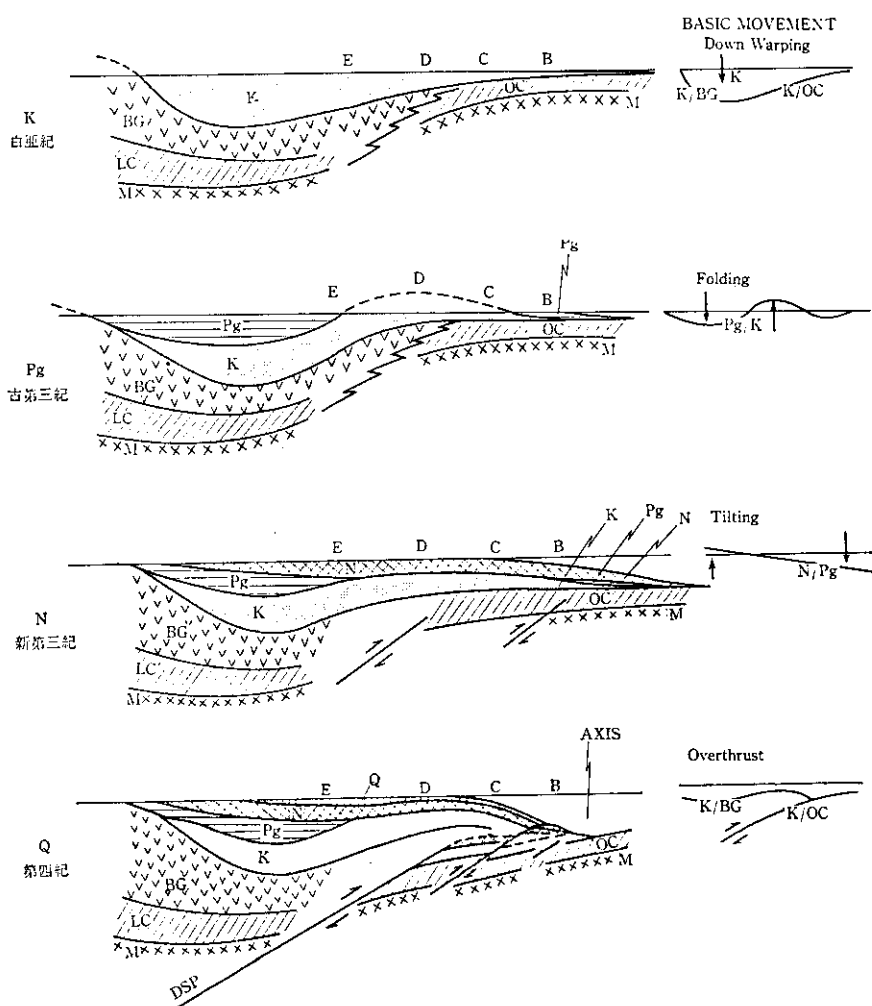 BASIC MOVEMENT
Down Warping
E D C B
K
K
K/BG K/OC
K
白亜紀
BG
OC
M
LC
M
Pg
E D C B
Folding
Pg
OC
Pg/K
K
M
Pg
古第三紀
BG
LC
M
K Pg N Tilting
E D C B
N
Pg
N/Pg
K
OC
M
N
新第三紀
BG
LC
M
AXIS
Overthrust
E Q D C B
N
K/BG
K/OC
Pg
K
OC
M
Q
第四紀
BG
LC
M
DSP